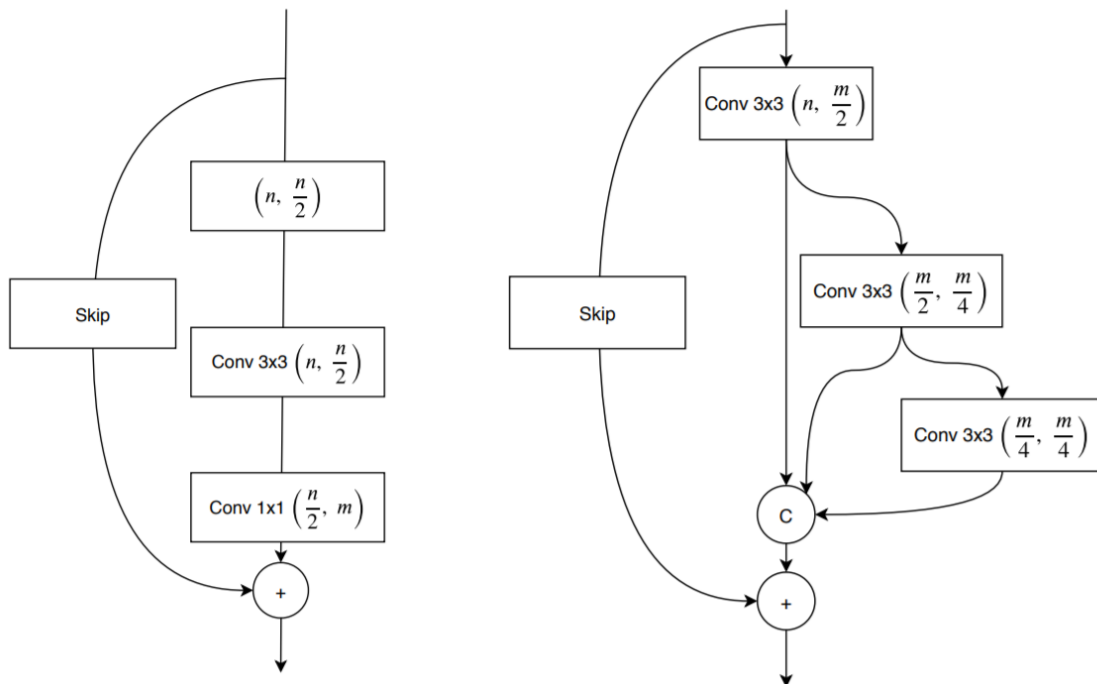 (n, n/2)
Skip
Conv 3x3 (n, n/2)
Conv 1x1 (n/2, m)
+
Conv 3x3 (n, m/2)
Conv 3x3 (m/2, m/4)
Skip
Conv 3x3 (m/4, m/4)
C
+